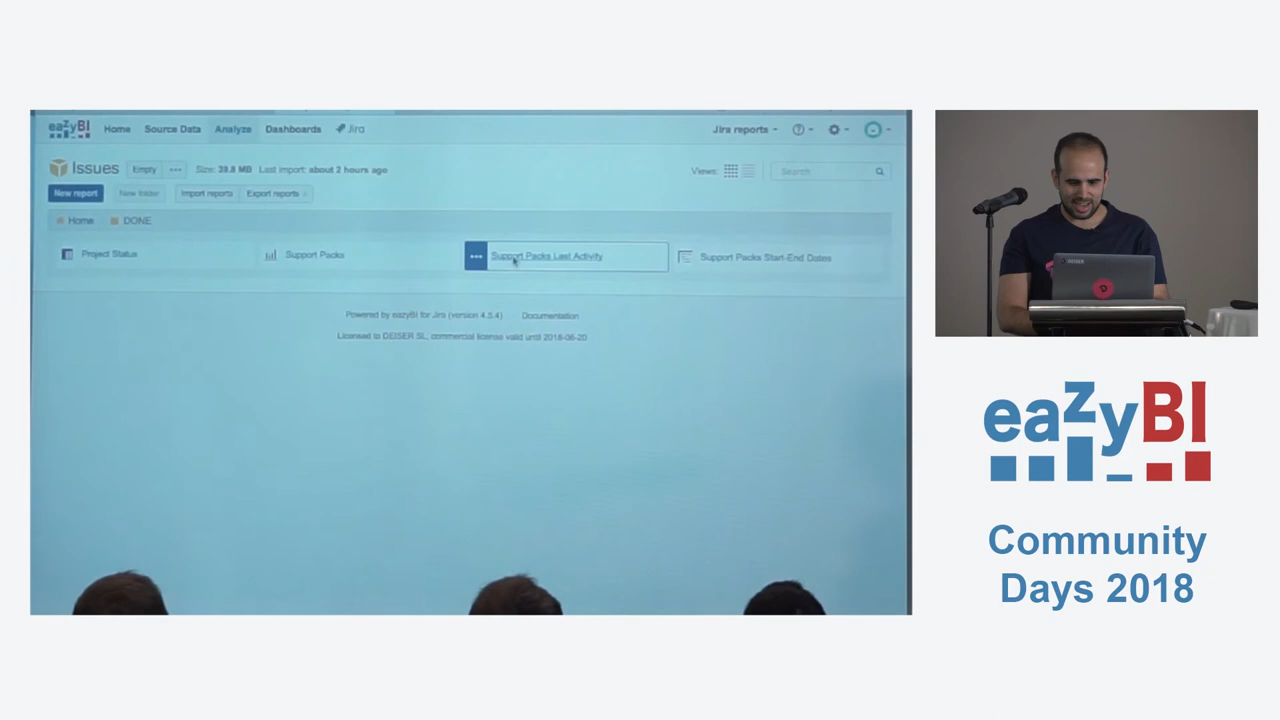 eazyBI Home Source Data Analyze Dashboards Jira Jira reports
Issues Empty Size: 39.8 MB Last import: about 2 hours ago Views: Search
New report New folder Import reports Export reports
Home DONE
Project Status Support Packs Support Packs Last Activity Support Packs Start-End Dates
Powered by eazyBI for Jira (version 4.5.4) Documentation
Licensed to DEISER SL, commercial license valid until 2018-06-20
DEISER
eazyBI
Community
Days 2018